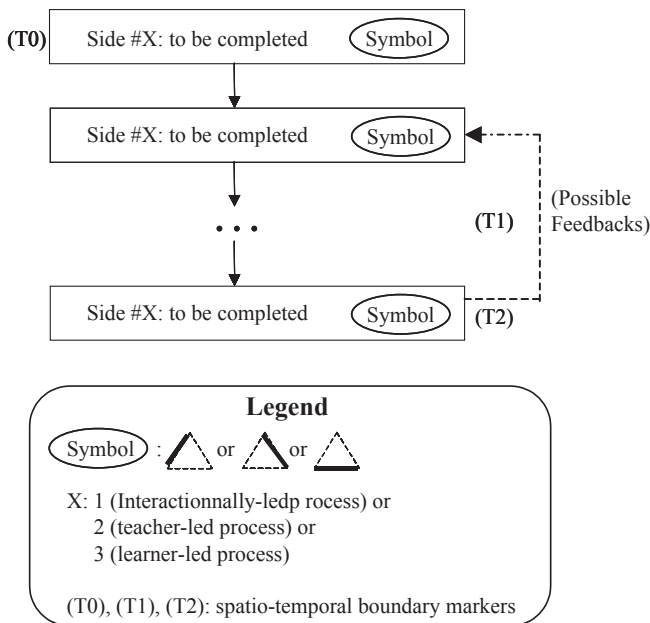 (T0) Side #X: to be completed Symbol
Side #X: to be completed Symbol
(Possible
(T1) Feedbacks)
• • •
Side #X: to be completed Symbol (T2)
Legend
Symbol : or or
X: 1 (Interactionnally-ledp rocess) or
2 (teacher-led process) or
3 (learner-led process)
(T0), (T1), (T2): spatio-temporal boundary markers